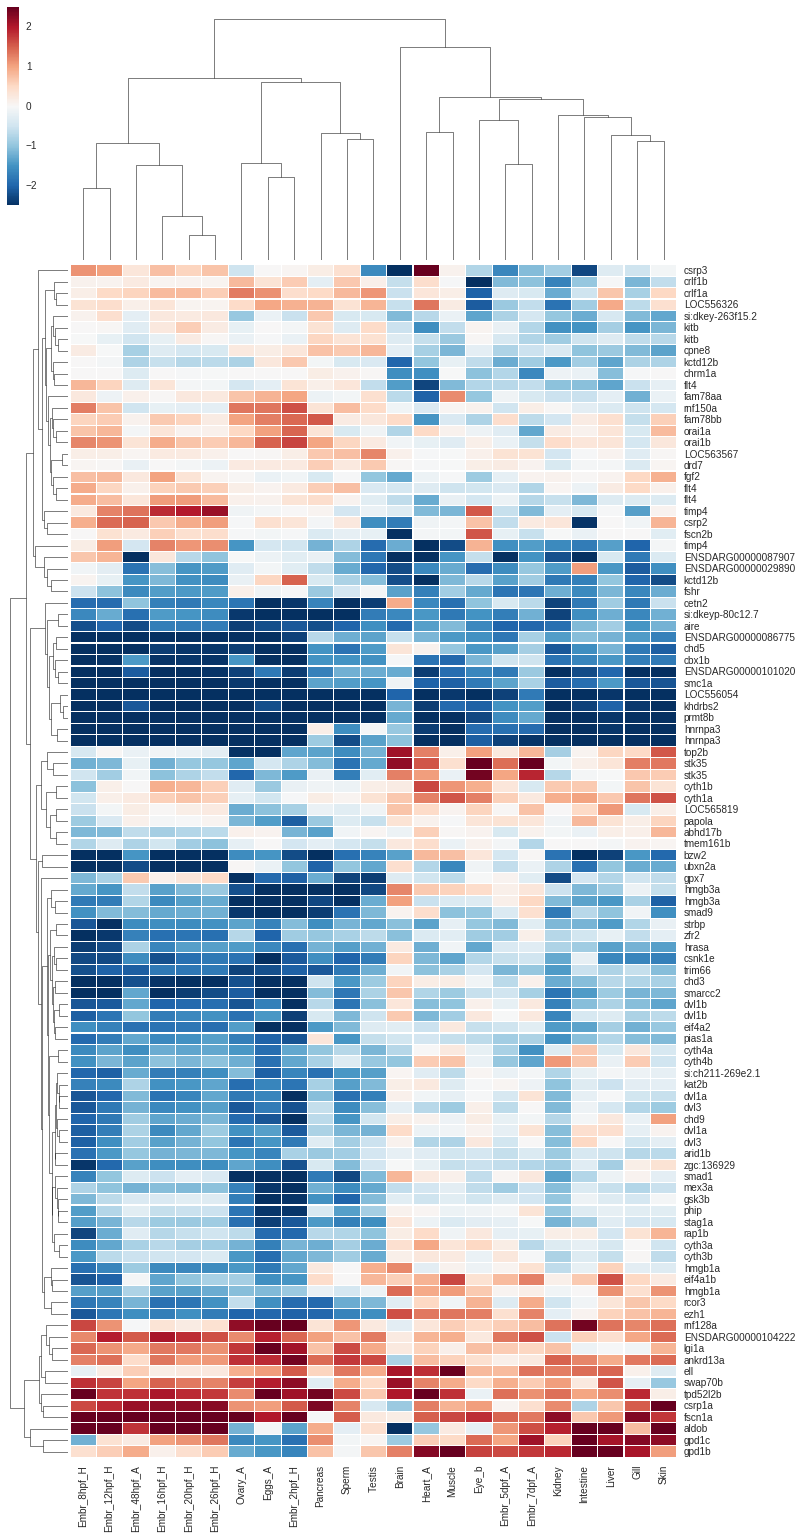 2
1
0
−1
−2
csrp3
crlf1b
crlf1a
LOC556326
si:dkey-263f15.2
kitb
kitb
cpne8
kctd12b
chrm1a
flt4
fam78aa
rnf150a
fam78bb
orai1a
orai1b
LOC563567
drd7
fgf2
flt4
flt4
timp4
csrp2
fscn2b
timp4
ENSDARG00000087907
ENSDARG00000029890
kctd12b
fshr
cetn2
si:dkeyp-80c12.7
aire
ENSDARG00000086775
chd5
cbx1b
ENSDARG00000101020
smc1a
LOC556054
khdrbs2
prmt8b
hnrnpa3
hnrnpa3
top2b
stk35
stk35
cyth1b
cyth1a
LOC565819
papola
abhd17b
tmem161b
bzw2
ubxn2a
gpx7
hmgb3a
hmgb3a
smad9
strbp
zfr2
hrasa
csnk1e
trim66
chd3
smarcc2
dvl1b
dvl1b
eif4a2
pias1a
cyth4a
cyth4b
si:ch211-269e2.1
kat2b
dvl1a
dvl3
chd9
dvl1a
dvl3
arid1b
zgc:136929
smad1
mex3a
gsk3b
phip
stag1a
rap1b
cyth3a
cyth3b
hmgb1a
eif4a1b
hmgb1a
rcor3
ezh1
rnf128a
ENSDARG00000104222
lgi1a
ankrd13a
ell
swap70b
tpd52l2b
csrp1a
fscn1a
aldob
gpd1c
gpd1b
Embr_8hpf_H
Embr_12hpf_H
Embr_48hpf_A
Embr_16hpf_H
Embr_20hpf_H
Embr_26hpf_H
Ovary_A
Eggs_A
Embr_2hpf_H
Pancreas
Sperm
Testis
Brain
Heart_A
Muscle
Eye_b
Embr_5dpf_A
Embr_7dpf_A
Kidney
Intestine
Liver
Gill
Skin